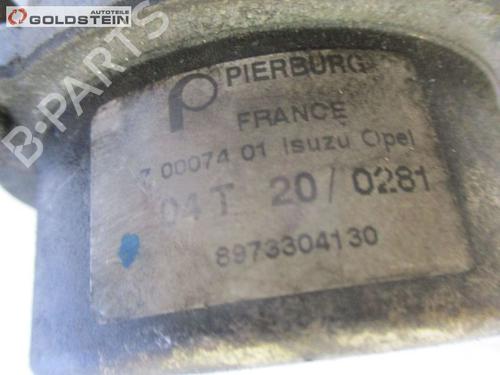 AUTOTEILE
GOLDSTEIN
B-PARTS
PIERBURG
FRANCE
7 00074 01 Isuzu Opel
04 T 20 / 0281
8973304130